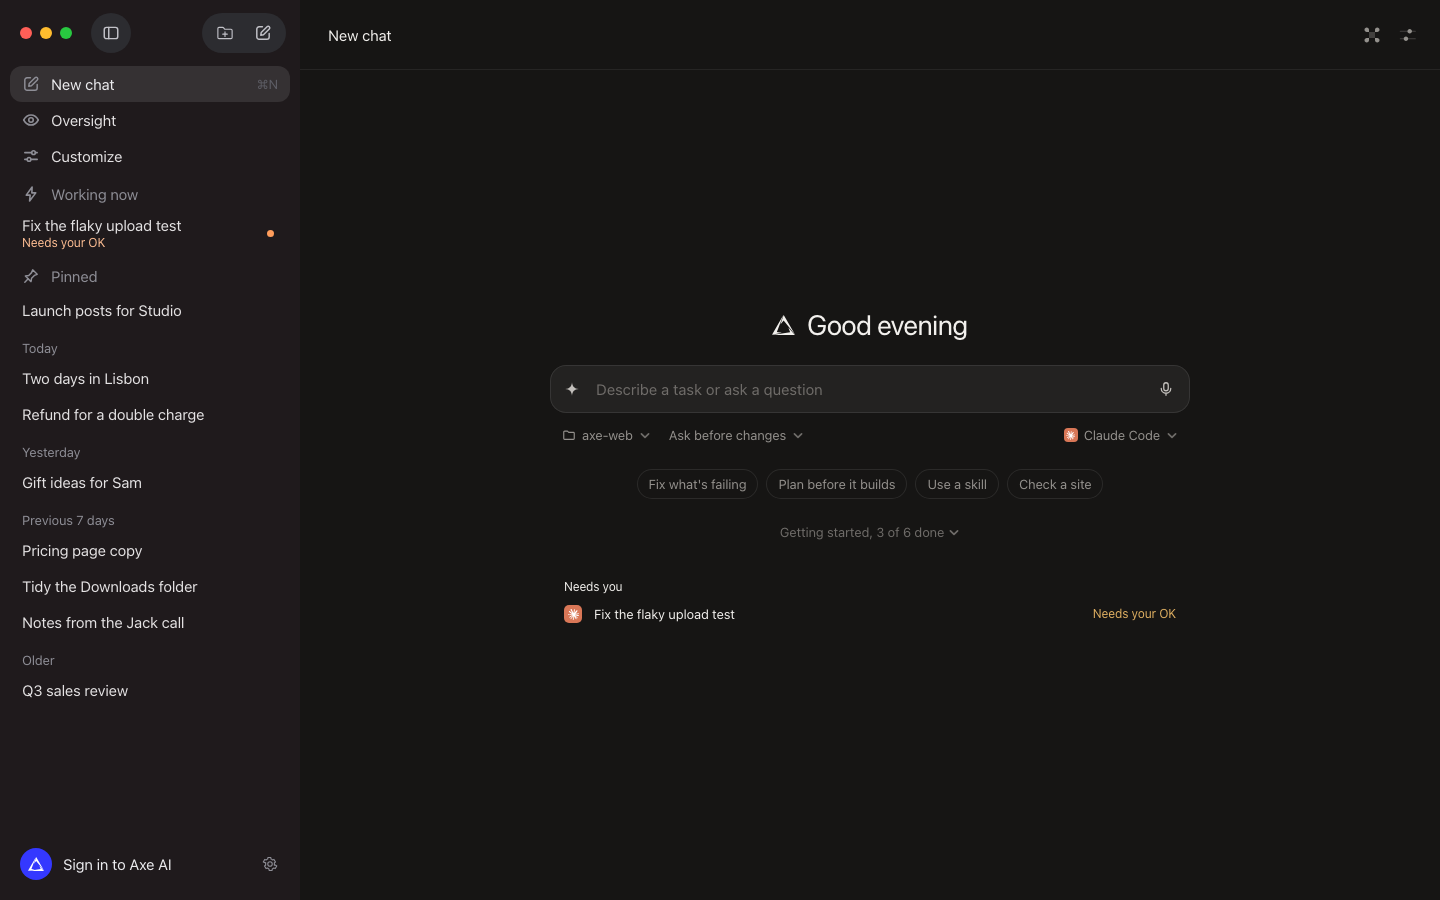 New chat
New chat
⌘N
Oversight
Customize
Working now
Fix the flaky upload test
Needs your OK
Pinned
Launch posts for Studio
Today
Two days in Lisbon
Refund for a double charge
Yesterday
Gift ideas for Sam
Previous 7 days
Pricing page copy
Tidy the Downloads folder
Notes from the Jack call
Older
Q3 sales review
Sign in to Axe AI
Good evening
Describe a task or ask a question
axe-web
Ask before changes
Claude Code
Fix what's failing
Plan before it builds
Use a skill
Check a site
Getting started, 3 of 6 done
Needs you
Fix the flaky upload test
Needs your OK